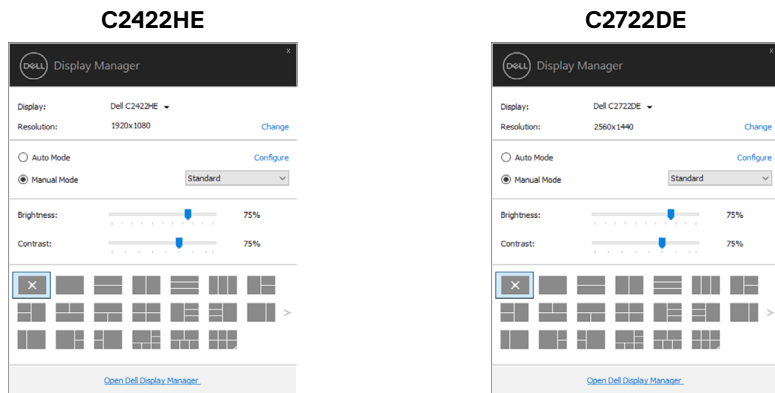 C2422HE
DELL Display Manager
x
Display: Dell C2422HE
Resolution: 1920x1080 Change
Auto Mode Configure
Manual Mode Standard
Brightness: 75%
Contrast: 75%
Open Dell Display Manager
C2722DE
DELL Display Manager
x
Display: Dell C2722DE
Resolution: 2560x1440 Change
Auto Mode Configure
Manual Mode Standard
Brightness: 75%
Contrast: 75%
Open Dell Display Manager